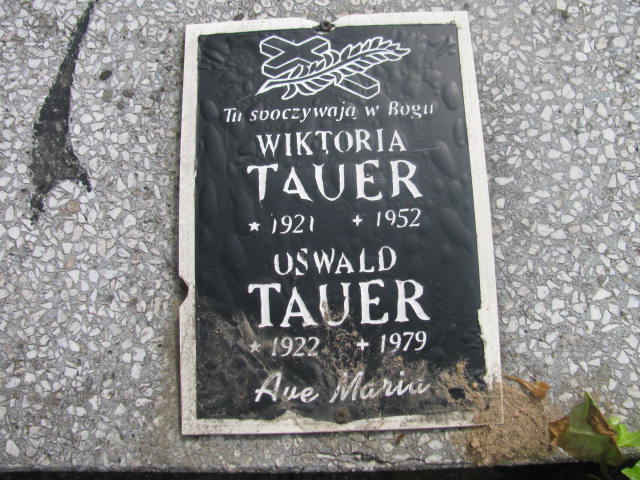 Tu spoczywają w Bogu
WIKTORIA
TAUER
* 1921 + 1952
OSWALD
TAUER
* 1922 + 1979
Ave Maria